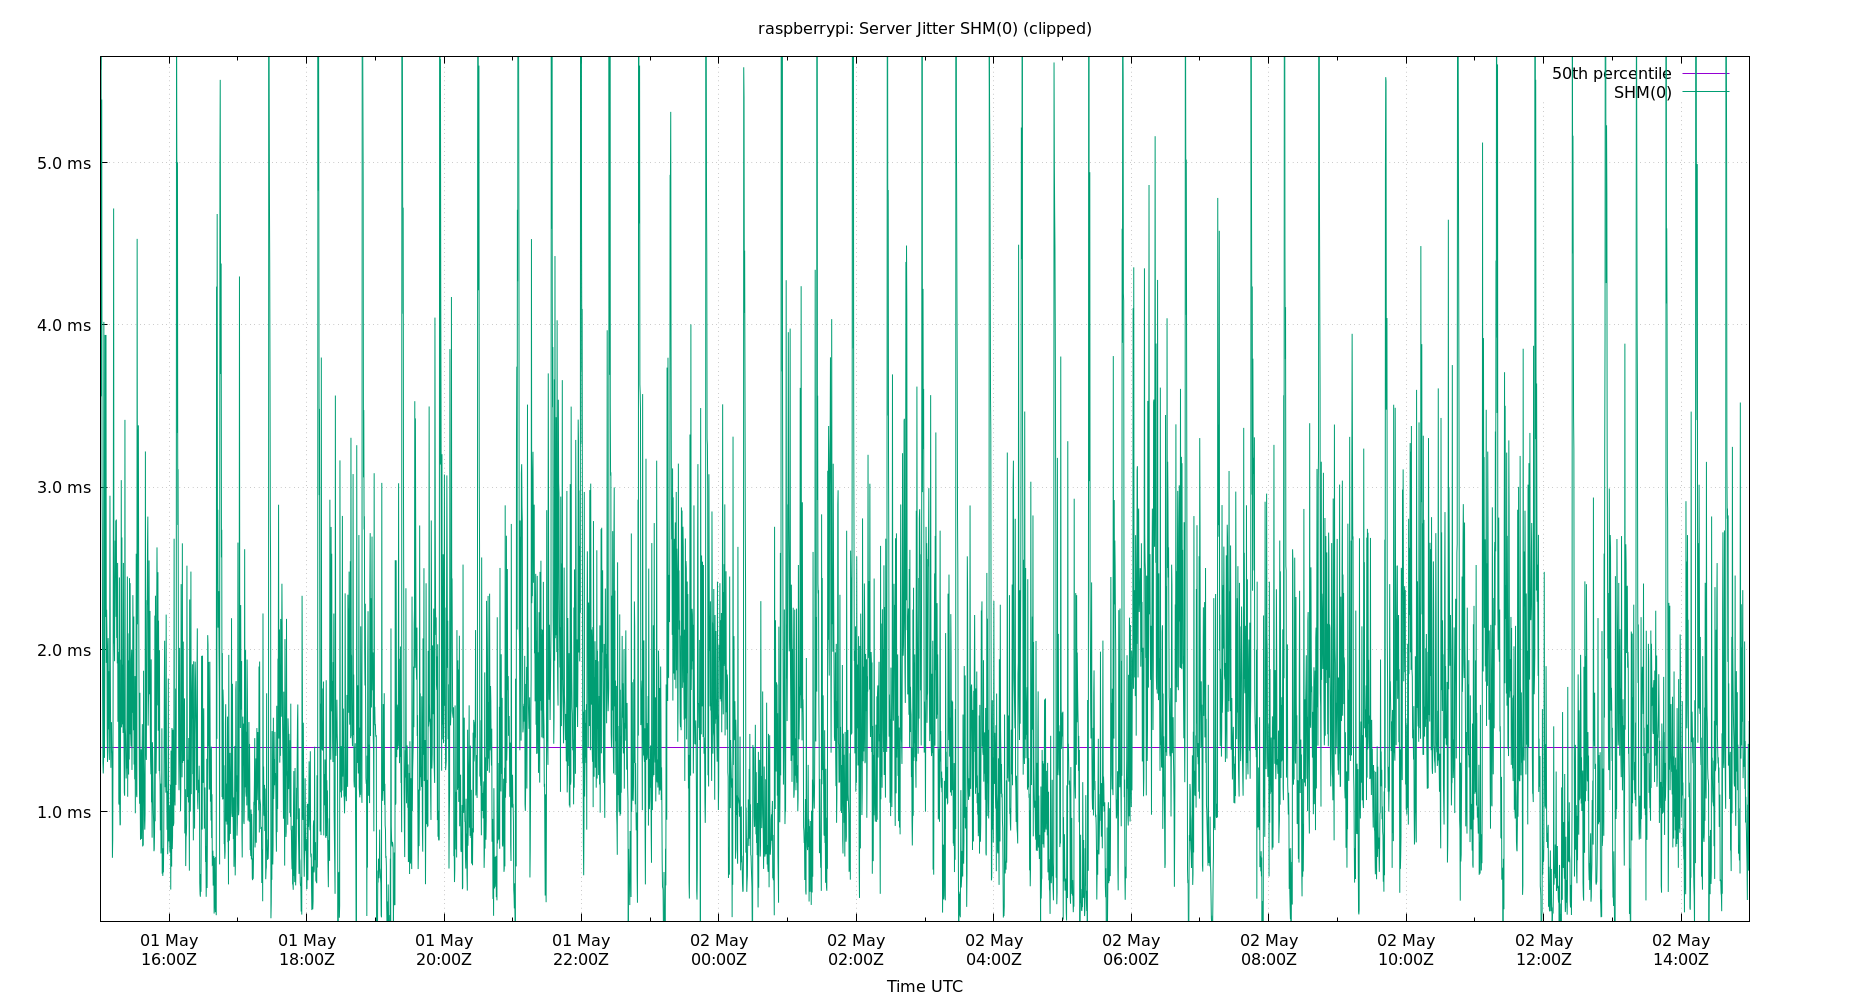 raspberrypi: Server Jitter SHM(0) (clipped)
50th percentile
SHM(0)
5.0 ms
4.0 ms
3.0 ms
2.0 ms
1.0 ms
01 May 01 May 01 May 01 May 02 May 02 May 02 May 02 May 02 May 02 May 02 May 02 May
16:00Z 18:00Z 20:00Z 22:00Z 00:00Z 02:00Z 04:00Z 06:00Z 08:00Z 10:00Z 12:00Z 14:00Z
Time UTC